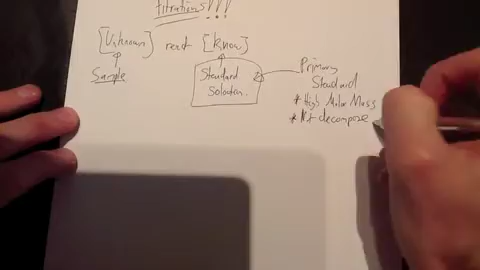 titrations!!!
[Unknown] react [know]
Sample
Standard
Solution.
Primary
Standard
* High Molar Mass
* Not decompose